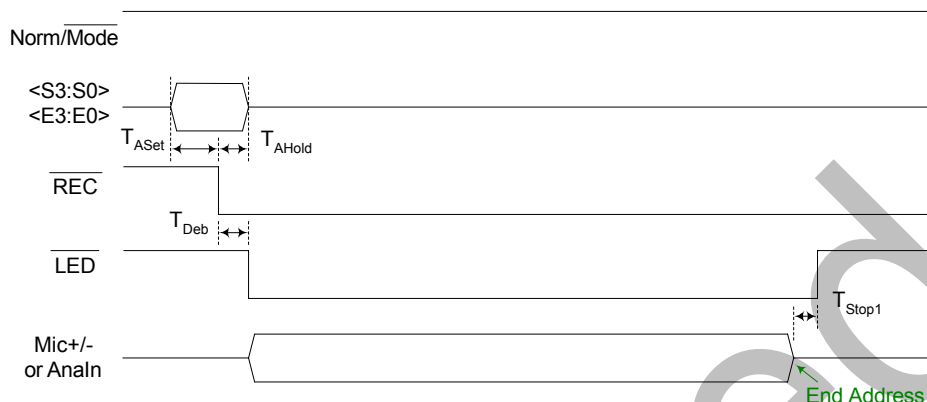 Norm/Mode
<S3:S0>
<E3:E0>
TASet
TAHold
REC
TDeb
LED
TStop1
Mic+/-
or AnaIn
End Address